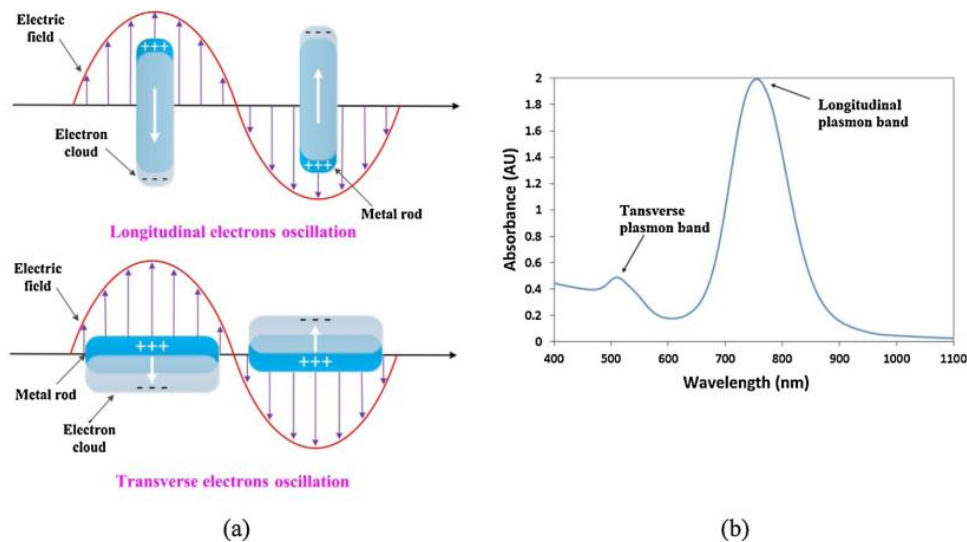 Electric
field
+++
- - -
Electron
cloud
- - -
+++
Metal rod
Longitudinal electrons oscillation
Electric
field
+++
- - -
Metal rod
Electron
cloud
- - -
+++
Transverse electrons oscillation
(a)
Absorbance (AU)
2
1.8
1.6
1.4
1.2
1
0.8
0.6
0.4
0.2
0
Longitudinal
plasmon band
Tansverse
plasmon band
400 500 600 700 800 900 1000 1100
Wavelength (nm)
(b)